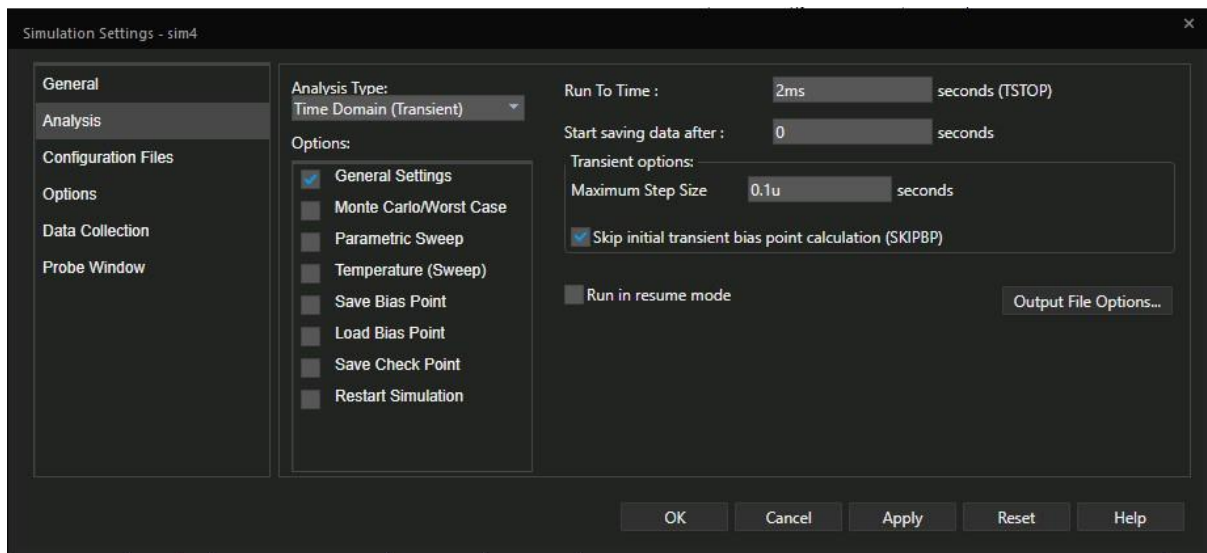 Simulation Settings - sim4
General
Analysis
Configuration Files
Options
Data Collection
Probe Window
Analysis Type:
Time Domain (Transient)
Options:
General Settings
Monte Carlo/Worst Case
Parametric Sweep
Temperature (Sweep)
Save Bias Point
Load Bias Point
Save Check Point
Restart Simulation
Run To Time : 2ms seconds (TSTOP)
Start saving data after : 0 seconds
Transient options:
Maximum Step Size 0.1u seconds
Skip initial transient bias point calculation (SKIPBP)
Run in resume mode
Output File Options...
OK Cancel Apply Reset Help